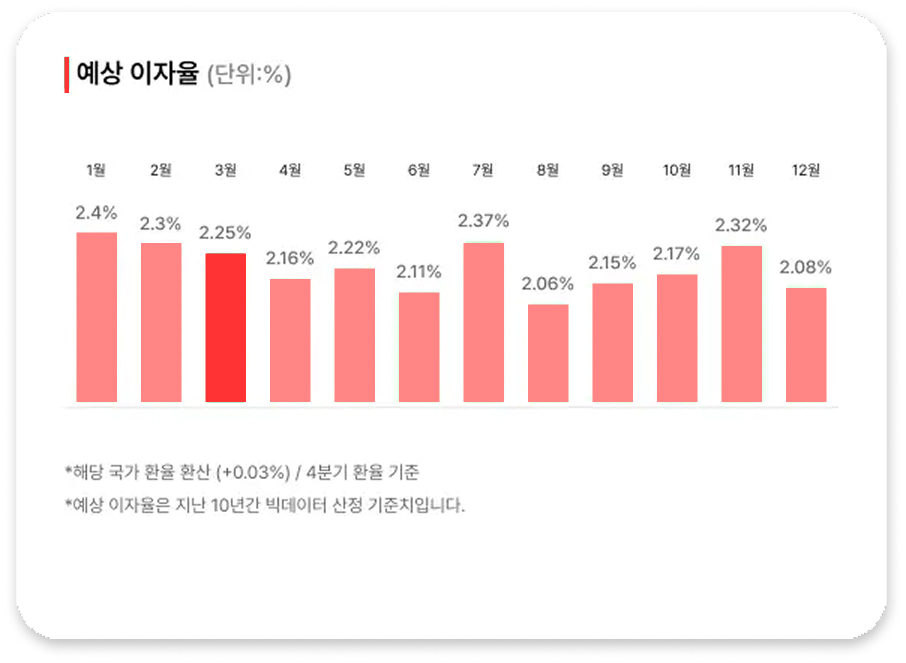 예상 이자율 (단위:%)
1월 2월 3월 4월 5월 6월 7월 8월 9월 10월 11월 12월
2.4% 2.3% 2.25% 2.16% 2.22% 2.11% 2.37% 2.06% 2.15% 2.17% 2.32% 2.08%
*해당 국가 환율 환산 (+0.03%) / 4분기 환율 기준
*예상 이자율은 지난 10년간 빅데이터 산정 기준치입니다.